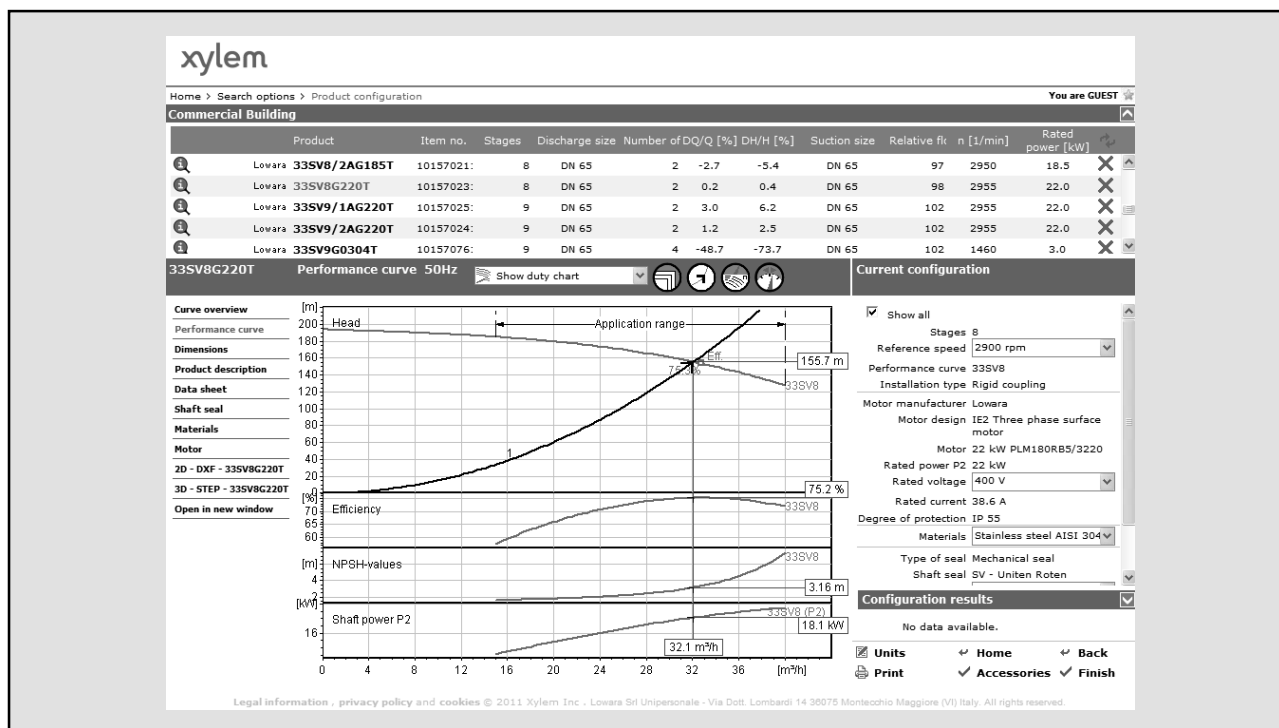 xylem
Home > Search options > Product configuration
You are GUEST
Commercial Building
Product Item no. Stages Discharge size Number of DQ/Q [%] DH/H [%] Suction size Relative flo n [1/min] Rated power [kW]
Lowara 33SV8/2AG185T 10157021: 8 DN 65 2 -2.7 -5.4 DN 65 97 2950 18.5
Lowara 33SV8G220T 10157023: 8 DN 65 2 0.2 0.4 DN 65 98 2955 22.0
Lowara 33SV9/1AG220T 10157025: 9 DN 65 2 3.0 6.2 DN 65 102 2955 22.0
Lowara 33SV9/2AG220T 10157024: 9 DN 65 2 1.2 2.5 DN 65 102 2955 22.0
Lowara 33SV9G0304T 10157076: 9 DN 65 4 -48.7 -73.7 DN 65 102 1460 3.0
33SV8G220T Performance curve 50Hz Show duty chart
Curve overview
Performance curve
Dimensions
Product description
Data sheet
Shaft seal
Materials
Motor
2D - DXF - 33SV8G220T
3D - STEP - 33SV8G220T
Open in new window
[m]
Head
Application range
200
180
160
140
120
100
80
60
40
20
0
Eff.
155.7 m
33SV8
1
75.2 %
[%]
Efficiency
70
65
60
33SV8
[m]
NPSH-values
4
2
33SV8
3.16 m
[kW]
Shaft power P2
16
33SV8 (P2)
18.1 kW
32.1 m³/h
0 4 8 12 16 20 24 28 32 36 [m³/h]
Current configuration
Show all
Stages 8
Reference speed 2900 rpm
Performance curve 33SV8
Installation type Rigid coupling
Motor manufacturer Lowara
Motor design IE2 Three phase surface
motor
Motor 22 kW PLM180RB5/3220
Rated power P2 22 kW
Rated voltage 400 V
Rated current 38.6 A
Degree of protection IP 55
Materials Stainless steel AISI 304
Type of seal Mechanical seal
Shaft seal SV - Uniten Roten
Configuration results
No data available.
Units Home Back
Print Accessories Finish
Legal information , privacy policy and cookies © 2011 Xylem Inc . Lowara Srl Unipersonale - Via Dott. Lombardi 14 36075 Montecchio Maggiore (VI) Italy. All rights reserved.